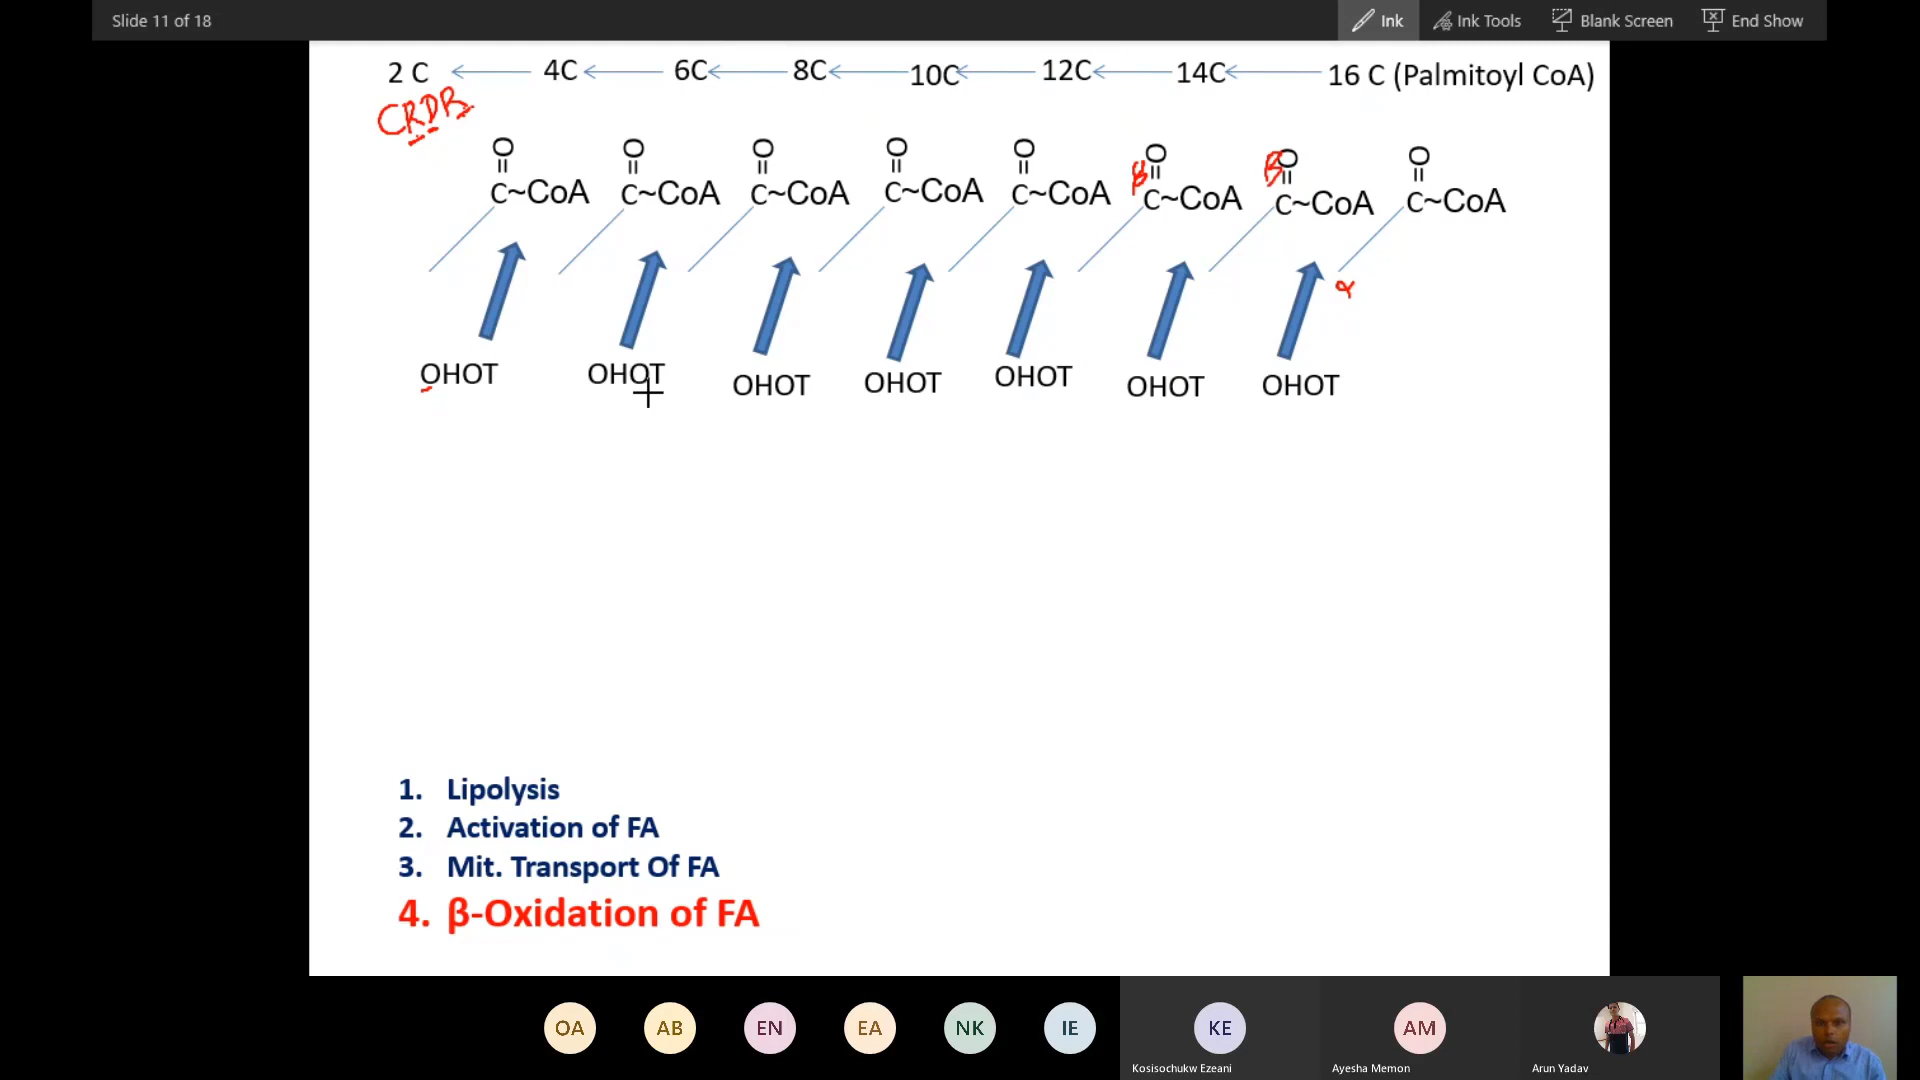 Slide 11 of 18
Ink
Ink Tools
Blank Screen
End Show
2 C 4C 6C 8C 10C 12C 14C 16 C (Palmitoyl CoA)
CRDR
O O O O O β O β O O
C~CoA C~CoA C~CoA C~CoA C~CoA C~CoA C~CoA C~CoA
α
OHOT OHOT OHOT OHOT OHOT OHOT OHOT
1. Lipolysis
2. Activation of FA
3. Mit. Transport Of FA
4. β-Oxidation of FA
OA AB EN EA NK IE KE AM
Kosisochukw Ezeani
Ayesha Memon
Arun Yadav